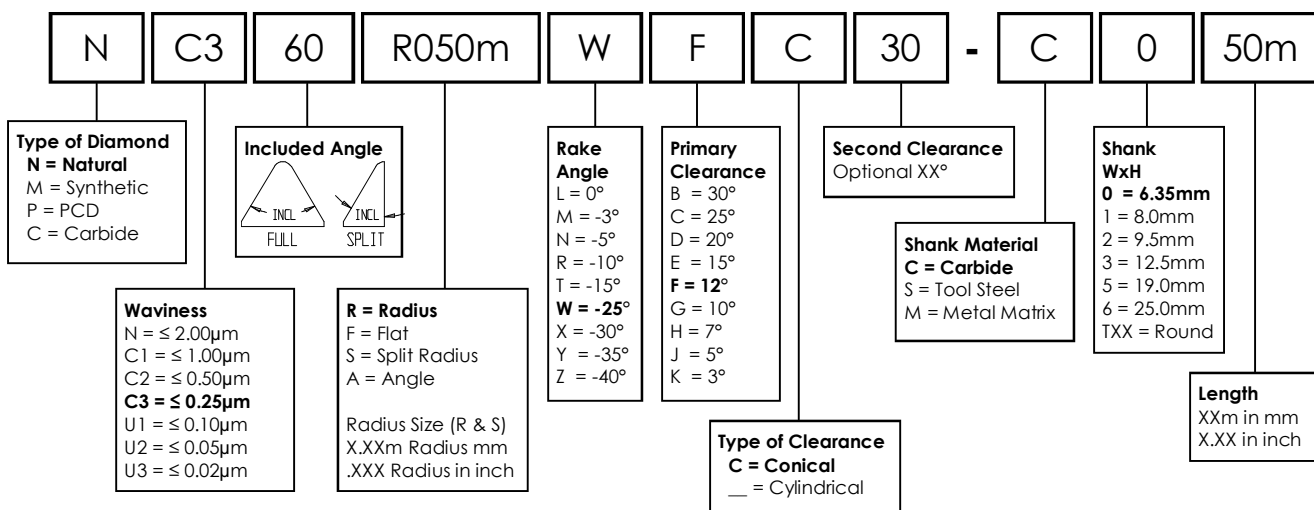 N C3 60 R050m W F C 30 - C 0 50m
Type of Diamond
N = Natural
M = Synthetic
P = PCD
C = Carbide
Waviness
N = ≤ 2.00µm
C1 = ≤ 1.00µm
C2 = ≤ 0.50µm
C3 = ≤ 0.25µm
U1 = ≤ 0.10µm
U2 = ≤ 0.05µm
U3 = ≤ 0.02µm
Included Angle
INCL INCL
FULL SPLIT
R = Radius
F = Flat
S = Split Radius
A = Angle
Radius Size (R & S)
X.XXm Radius mm
.XXX Radius in inch
Rake
Angle
L = 0°
M = -3°
N = -5°
R = -10°
T = -15°
W = -25°
X = -30°
Y = -35°
Z = -40°
Primary
Clearance
B = 30°
C = 25°
D = 20°
E = 15°
F = 12°
G = 10°
H = 7°
J = 5°
K = 3°
Type of Clearance
C = Conical
__ = Cylindrical
Second Clearance
Optional XX°
Shank Material
C = Carbide
S = Tool Steel
M = Metal Matrix
Shank
WxH
0 = 6.35mm
1 = 8.0mm
2 = 9.5mm
3 = 12.5mm
5 = 19.0mm
6 = 25.0mm
TXX = Round
Length
XXm in mm
X.XX in inch